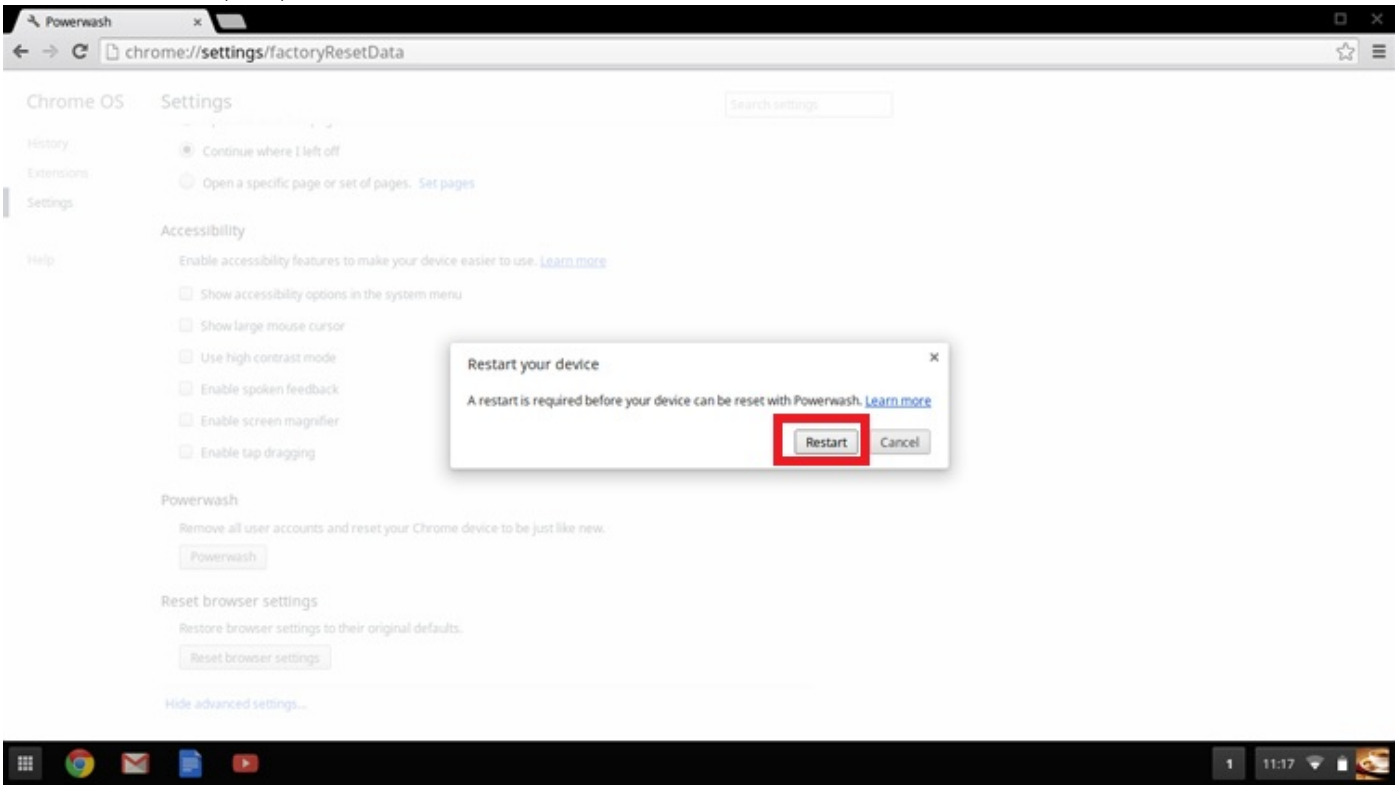 Powerwash
chrome://settings/factoryResetData
Chrome OS
Settings
Search settings
History
Extensions
Settings
Help
Continue where I left off
Open a specific page or set of pages. Set pages
Accessibility
Enable accessibility features to make your device easier to use. Learn more
Show accessibility options in the system menu
Show large mouse cursor
Use high contrast mode
Enable spoken feedback
Enable screen magnifier
Enable tap dragging
Restart your device
A restart is required before your device can be reset with Powerwash. Learn more
Restart
Cancel
Powerwash
Remove all user accounts and reset your Chrome device to be just like new.
Powerwash
Reset browser settings
Restore browser settings to their original defaults.
Reset browser settings
Hide advanced settings...
1
11:17